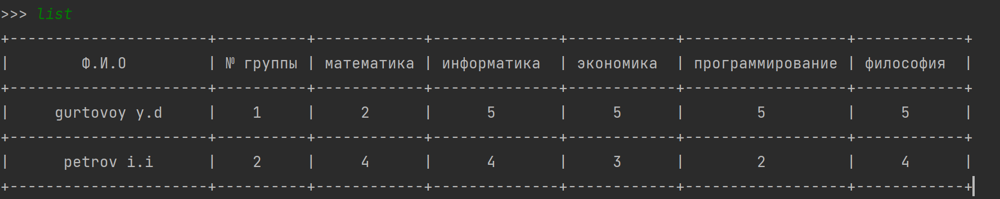 >>> list
+----------------------+----------+------------+--------------+------------+------------------+------------+
|        Ф.И.О         | № группы | математика | информатика  | экономика  | программирование | философия  |
+----------------------+----------+------------+--------------+------------+------------------+------------+
|     gurtovoy y.d     |    1     |     2      |      5       |     5      |        5         |     5      |
+----------------------+----------+------------+--------------+------------+------------------+------------+
|      petrov i.i      |    2     |     4      |      4       |     3      |        2         |     4      |
+----------------------+----------+------------+--------------+------------+------------------+------------+